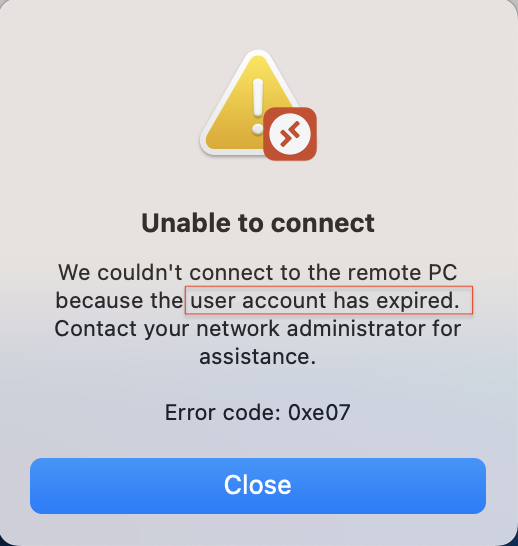 Unable to connect
We couldn't connect to the remote PC
because the user account has expired.
Contact your network administrator for
assistance.
Error code: 0xe07
Close